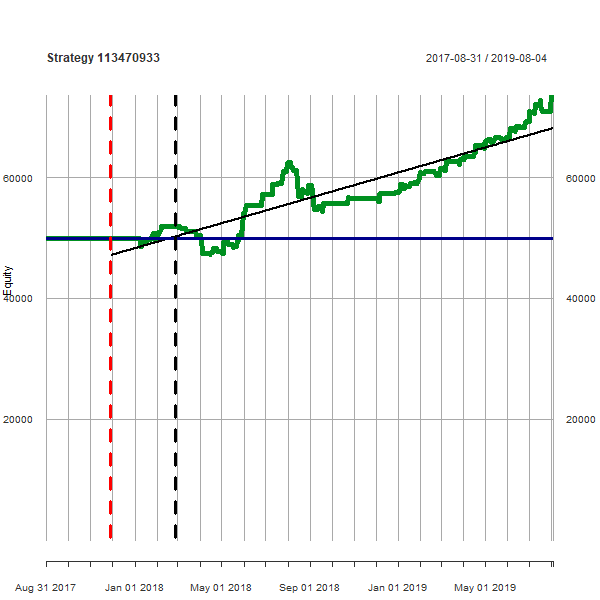 Strategy 113470933
2017-08-31 / 2019-08-04
60000
60000
Equity
40000
40000
20000
20000
Aug 31 2017
Jan 01 2018
May 01 2018
Sep 01 2018
Jan 01 2019
May 01 2019